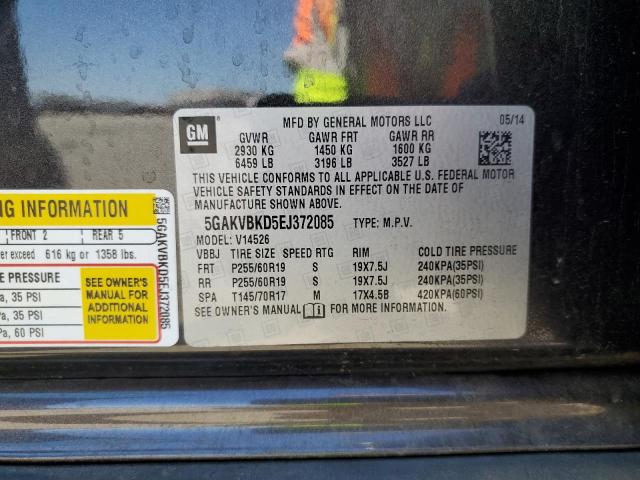 GM
MFD BY GENERAL MOTORS LLC 05/14
GVWR GAWR FRT GAWR RR
2930 KG 1450 KG 1600 KG
6459 LB 3196 LB 3527 LB
THIS VEHICLE CONFORMS TO ALL APPLICABLE U.S. FEDERAL MOTOR
VEHICLE SAFETY STANDARDS IN EFFECT ON THE DATE OF
MANUFACTURE SHOWN ABOVE.
5GAKVBKD5EJ372085 TYPE: M.P.V.
MODEL: V14526
VBBJ TIRE SIZE SPEED RTG RIM COLD TIRE PRESSURE
FRT P255/60R19 S 19X7.5J 240KPA(35PSI)
RR P255/60R19 S 19X7.5J 240KPA(35PSI)
SPA T145/70R17 M 17X4.5B 420KPA(60PSI)
SEE OWNER'S MANUAL FOR MORE INFORMATION.
INFORMATION
FRONT 2 REAR 5
exceed 616 kg or 1358 lbs.
PRESSURE
35 PSI
35 PSI
60 PSI
SEE OWNER'S
MANUAL FOR
ADDITIONAL
INFORMATION
5GAKVBKD5EJ372085